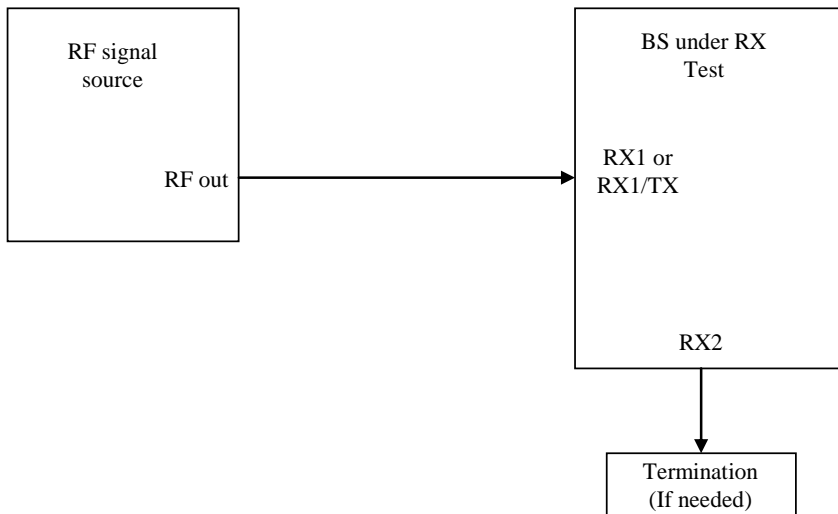 RF signal
source
RF out
BS under RX
Test
RX1 or
RX1/TX
RX2
Termination
(If needed)